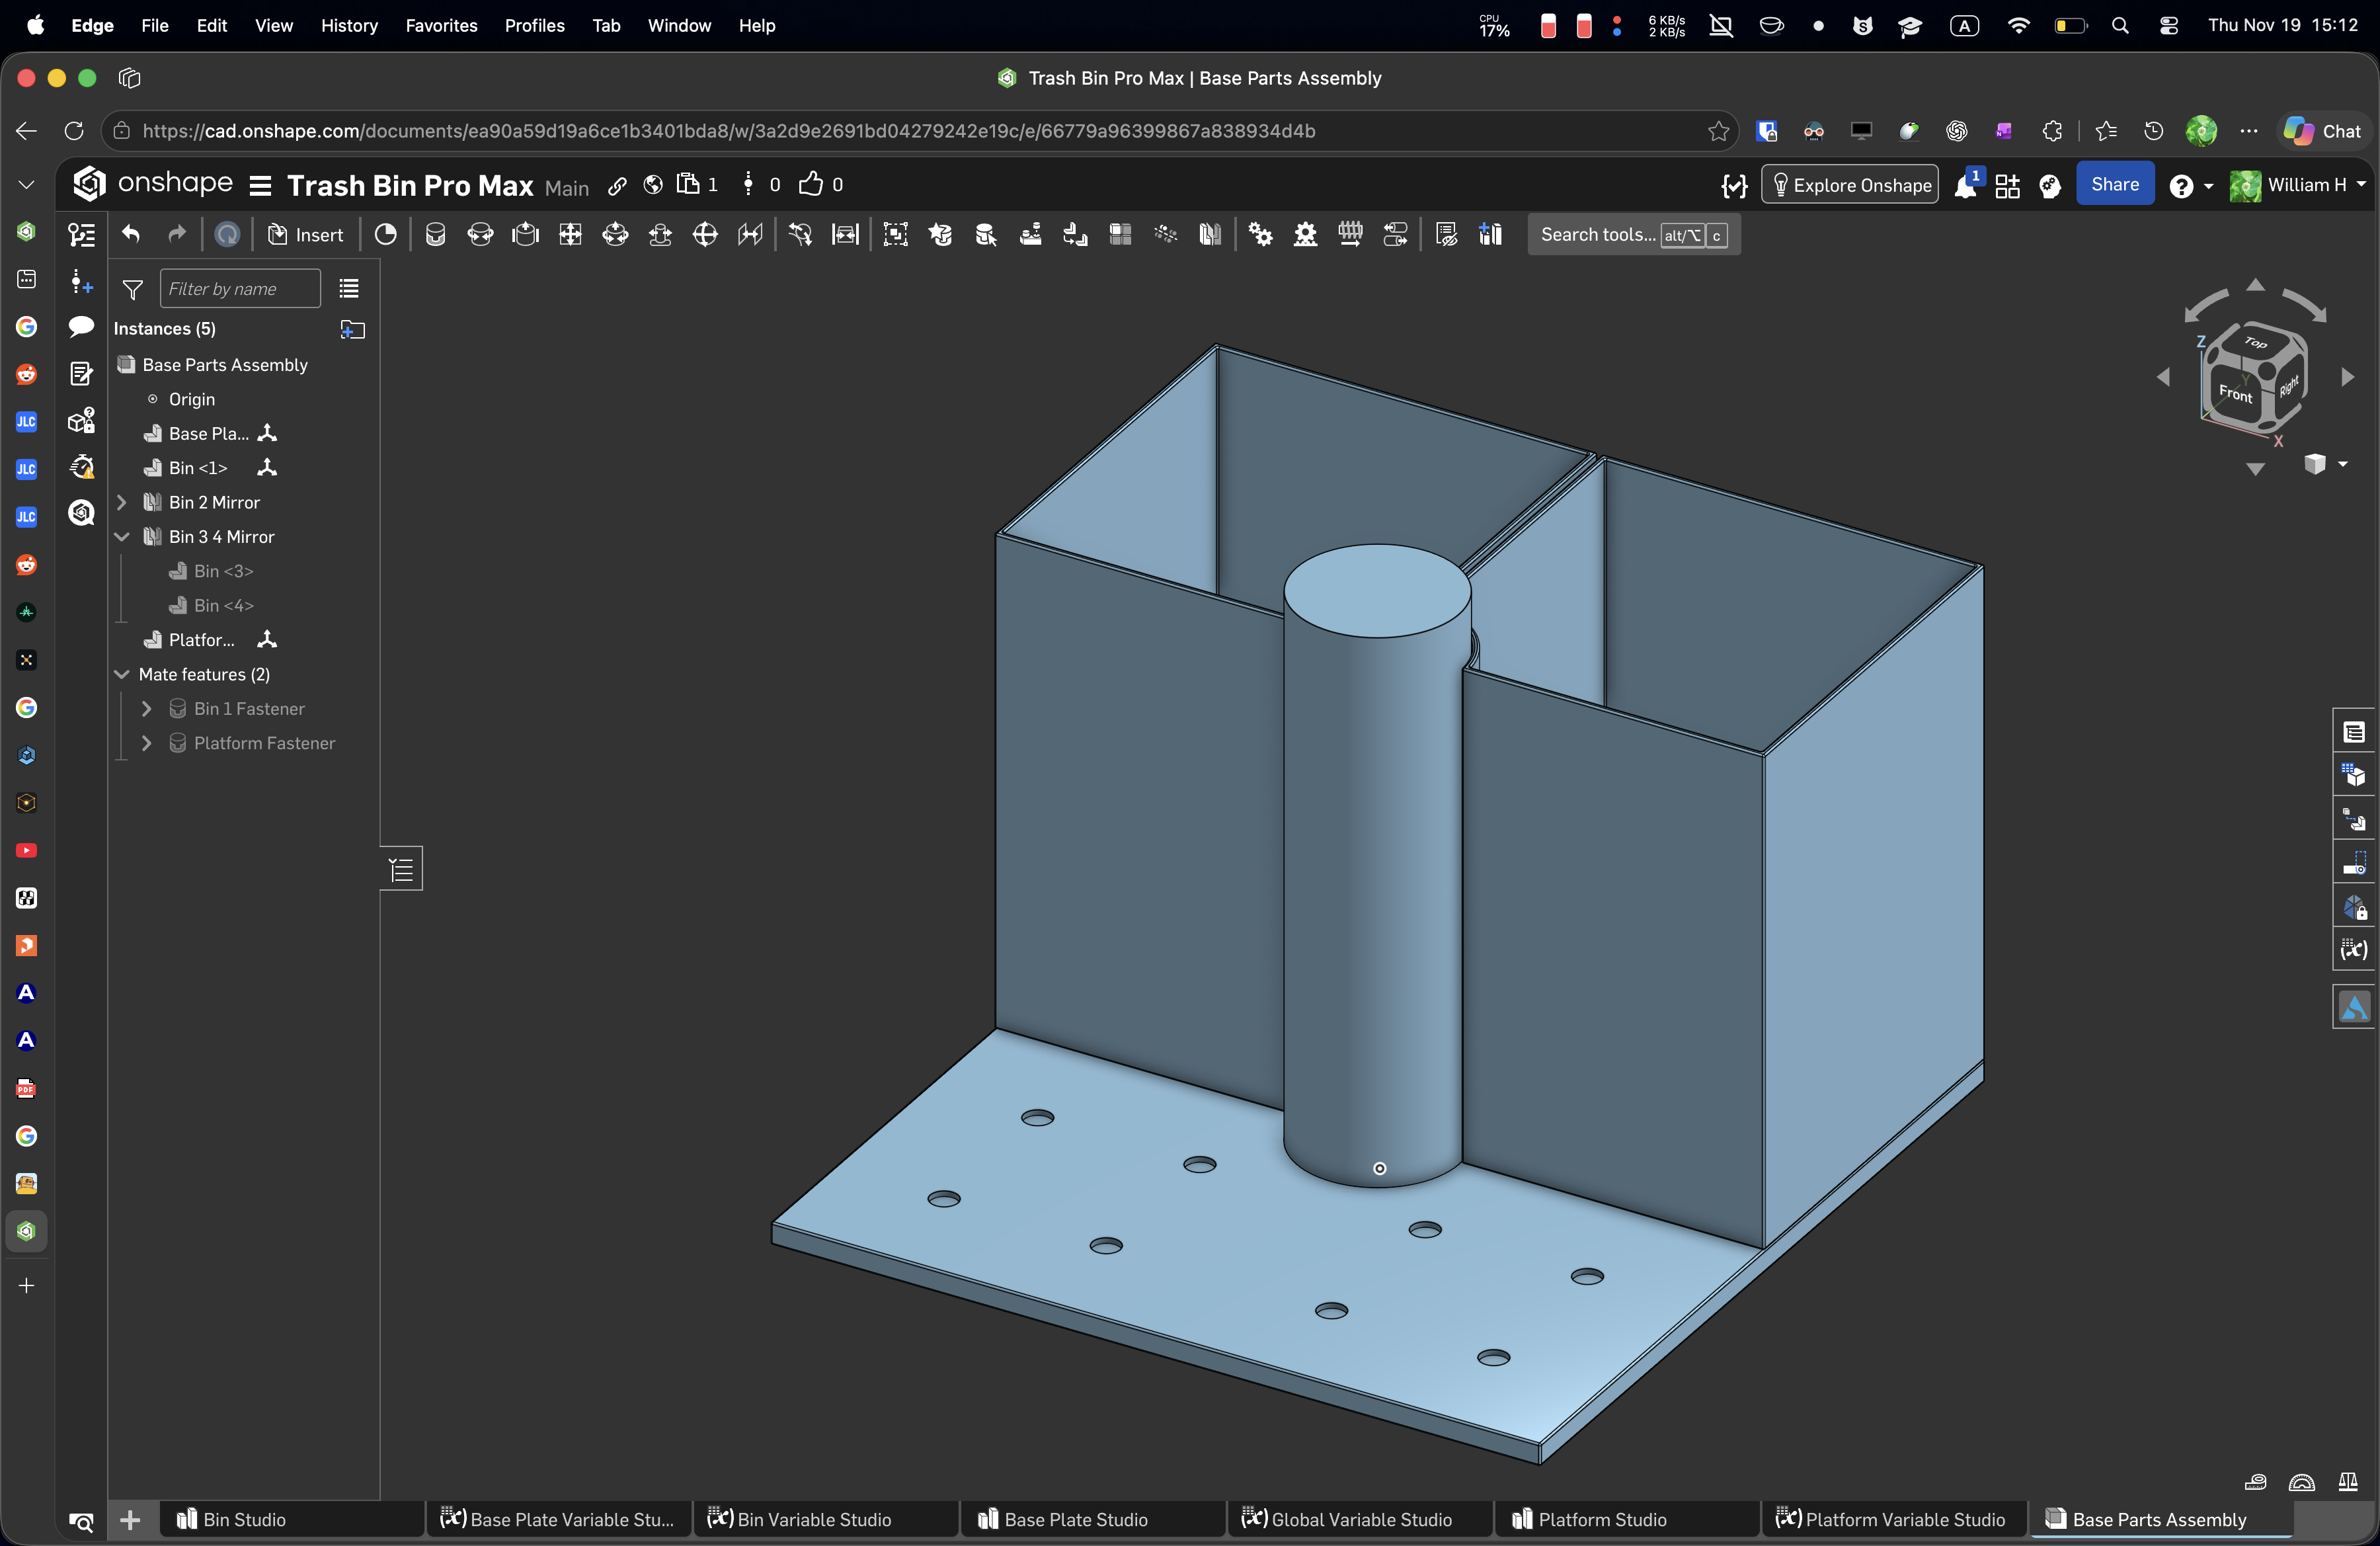 Edge File Edit View History Favorites Profiles Tab Window Help
CPU 17% 6 KB/s 2 KB/s A Thu Nov 19 15:12
Trash Bin Pro Max | Base Parts Assembly
https://cad.onshape.com/documents/ea90a59d19a6ce1b3401bda8/w/3a2d9e2691bd04279242e19c/e/66779a96399867a838934d4b
Chat
onshape Trash Bin Pro Max Main 1 0 0
Explore Onshape 1 Share William H
Insert
Search tools... alt/⌥ c
Filter by name
Instances (5)
Base Parts Assembly
Origin
Base Pla...
Bin <1>
Bin 2 Mirror
Bin 3 4 Mirror
Bin <3>
Bin <4>
Platfor...
Mate features (2)
Bin 1 Fastener
Platform Fastener
JLC
JLC
JLC
A
A
PDF
Z
Top
Y
Front
Right
X
Bin Studio
Base Plate Variable Stu...
Bin Variable Studio
Base Plate Studio
Global Variable Studio
Platform Studio
Platform Variable Studio
Base Parts Assembly